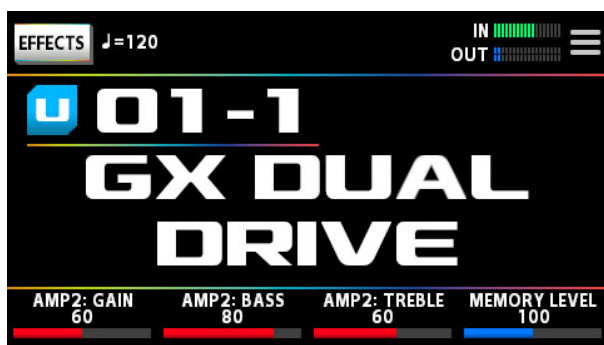 EFFECTS ♩=120 IN
OUT
U 01-1
GX DUAL
DRIVE
AMP2: GAIN AMP2: BASS AMP2: TREBLE MEMORY LEVEL
60 80 60 100